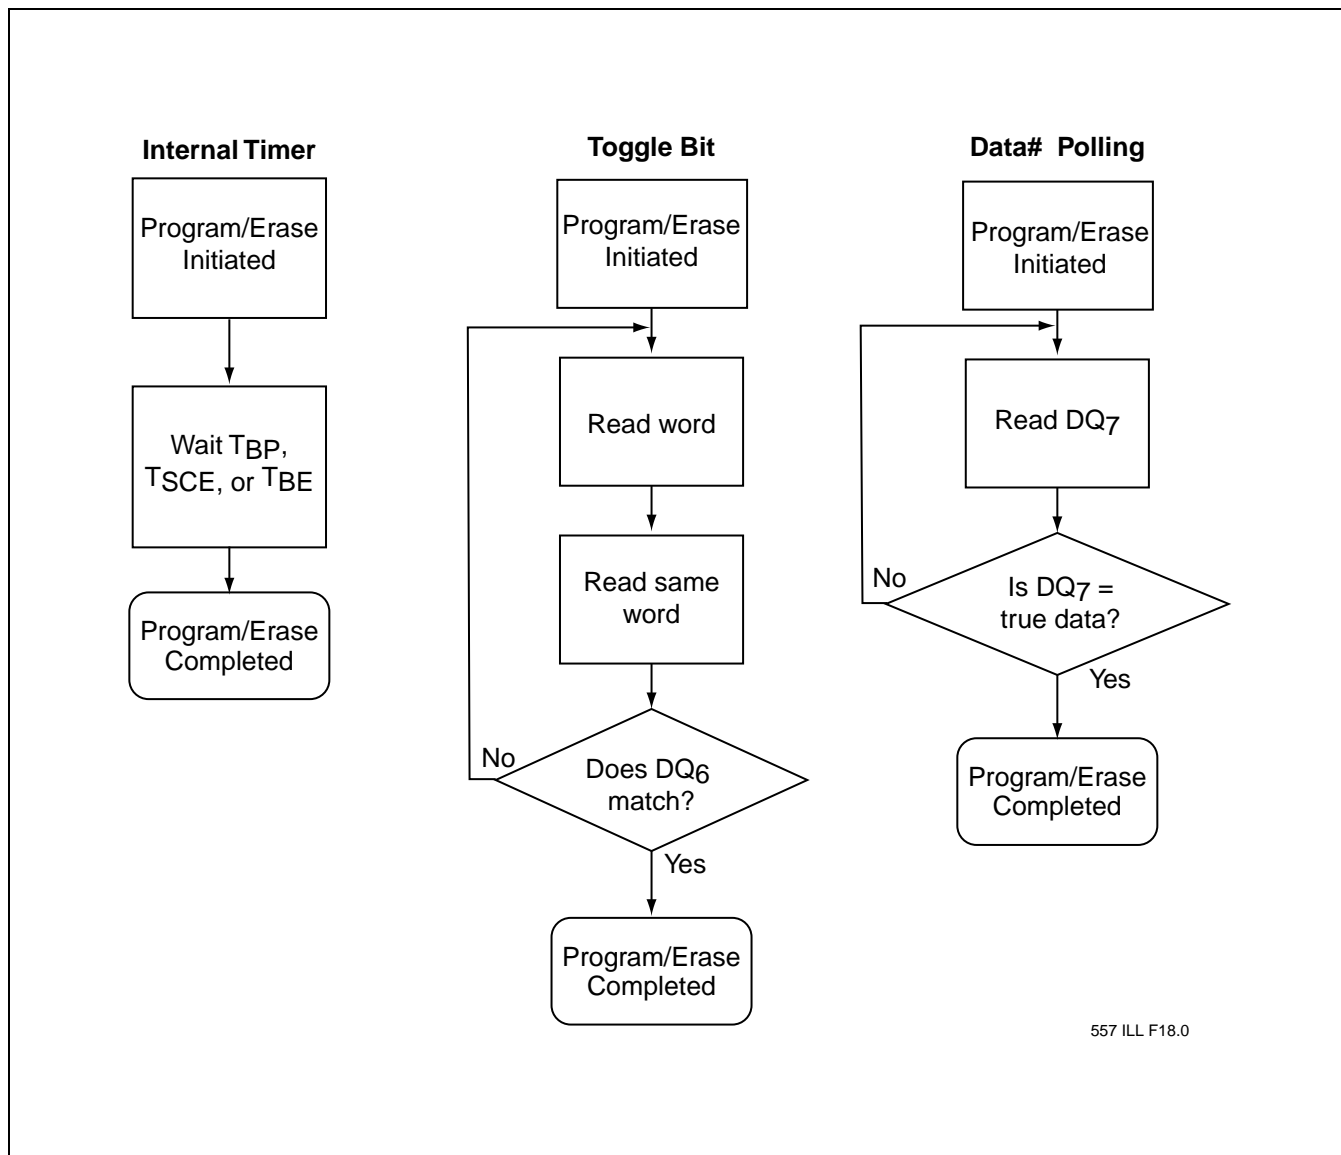 Internal Timer
Program/Erase
Initiated
Wait TBP,
TSCE, or TBE
Program/Erase
Completed
Toggle Bit
Program/Erase
Initiated
Read word
Read same
word
Does DQ6
match?
No
Yes
Program/Erase
Completed
Data# Polling
Program/Erase
Initiated
Read DQ7
Is DQ7 =
true data?
No
Yes
Program/Erase
Completed
557 ILL F18.0